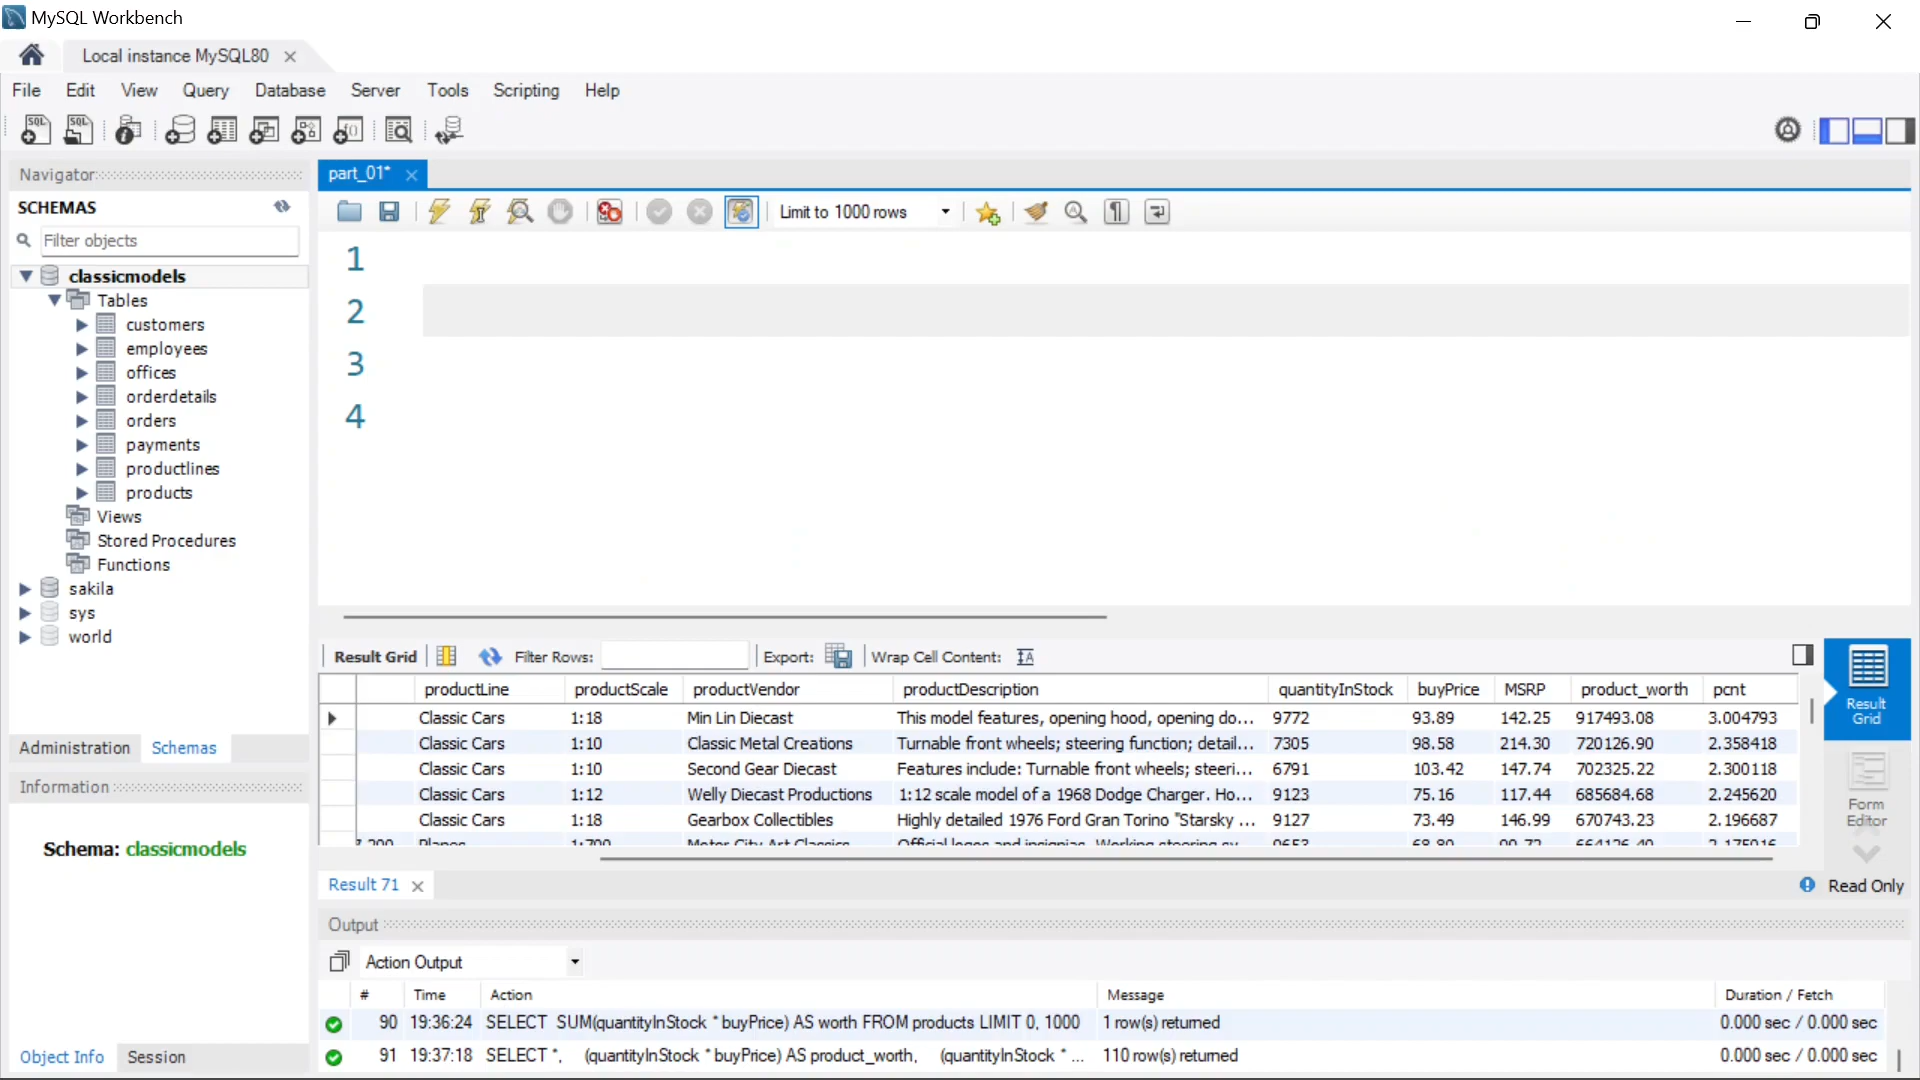 MySQL Workbench
Local instance MySQL80
File Edit View Query Database Server Tools Scripting Help
Navigator
SCHEMAS
Filter objects
classicmodels
Tables
customers
employees
offices
orderdetails
orders
payments
productlines
products
Views
Stored Procedures
Functions
sakila
sys
world
Administration Schemas
Information
Schema: classicmodels
Object Info Session
part_01*
Limit to 1000 rows
1
2
3
4
Result Grid Filter Rows: Export: Wrap Cell Content:
productLine productScale productVendor productDescription quantityInStock buyPrice MSRP product_worth pcnt
Classic Cars 1:18 Min Lin Diecast This model features, opening hood, opening do... 9772 93.89 142.25 917493.08 3.004793
Classic Cars 1:10 Classic Metal Creations Turnable front wheels; steering function; detail... 7305 98.58 214.30 720126.90 2.358418
Classic Cars 1:10 Second Gear Diecast Features include: Turnable front wheels; steeri... 6791 103.42 147.74 702325.22 2.300118
Classic Cars 1:12 Welly Diecast Productions 1:12 scale model of a 1968 Dodge Charger. Ho... 9123 75.16 117.44 685684.68 2.245620
Classic Cars 1:18 Gearbox Collectibles Highly detailed 1976 Ford Gran Torino "Starsky ... 9127 73.49 146.99 670743.23 2.196687
Planes 1:700 Motor City Art Classics
Result Grid
Form Editor
Result 71
Read Only
Output
Action Output
# Time Action Message Duration / Fetch
90 19:36:24 SELECT SUM(quantityInStock * buyPrice) AS worth FROM products LIMIT 0, 1000 1 row(s) returned 0.000 sec / 0.000 sec
91 19:37:18 SELECT *, (quantityInStock * buyPrice) AS product_worth, (quantityInStock * ... 110 row(s) returned 0.000 sec / 0.000 sec